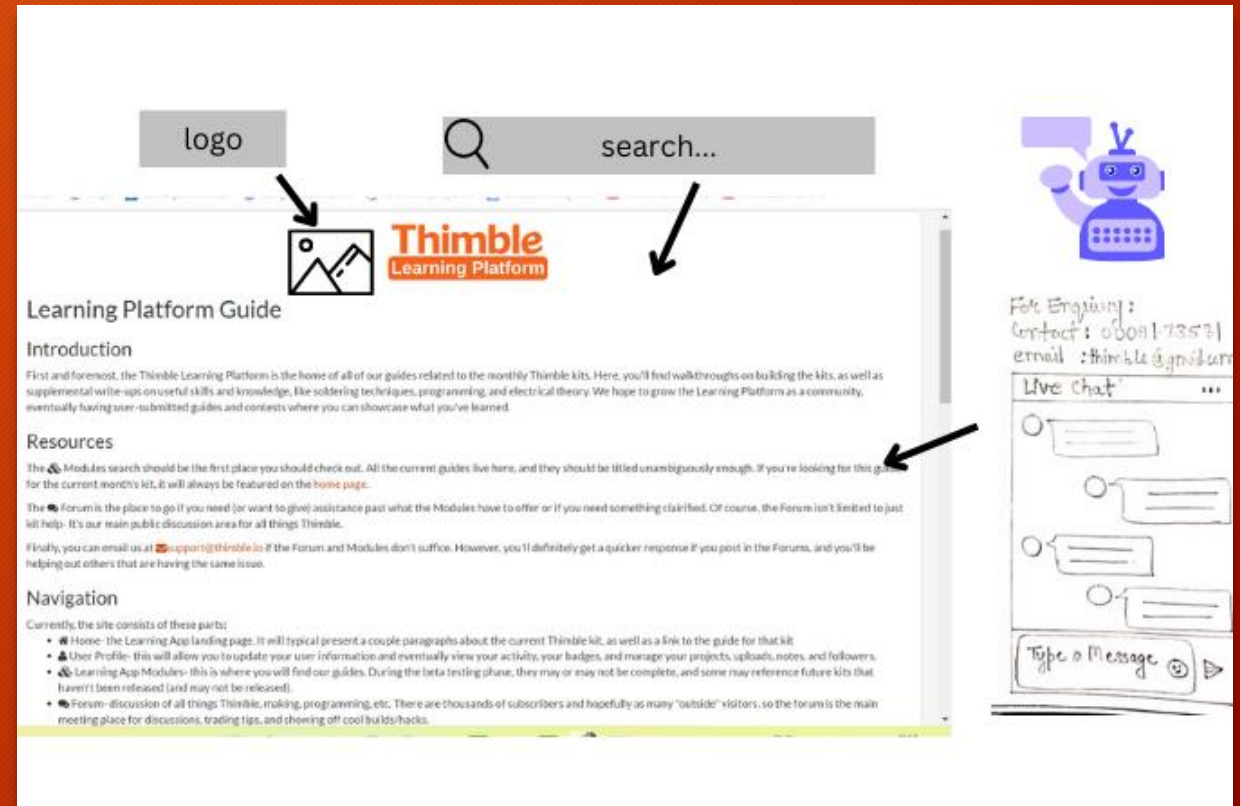 logo
search...
Thimble
Learning Platform
Learning Platform Guide
Introduction
First and foremost, the Thimble Learning Platform is the home of all of our guides related to the monthly Thimble kits. Here, you'll find walkthroughs on building the kits, as well as
supplemental write-ups on useful skills and knowledge, like soldering techniques, programming, and electrical theory. We hope to grow the Learning Platform as a community,
eventually having user-submitted guides and contests where you can showcase what you've learned.
Resources
The Modules search should be the first place you should check out. All the current guides live here, and they should be titled unambiguously enough. If you're looking for this
for the current month's kit, it will always be featured on the home page.
The Forum is the place to go if you need (or want to give) assistance past what the Modules have to offer or if you need something clairified. Of course, the Forum isn't limited to just
kit help- It's our main public discussion area for all things Thimble.
Finally, you can email us at support@thimble.io if the Forum and Modules don't suffice. However, you'll definitely get a quicker response if you post in the Forums, and you'll be
helping out others that are having the same issue.
Navigation
Currently, the site consists of these parts:
• Home- the Learning App landing page. It will typical present a couple paragraphs about the current Thimble kit, as well as a link to the guide for that kit
• User Profile- this will allow you to update your user information and eventually view your activity, your badges, and manage your projects, uploads, notes, and followers.
• Learning App Modules- this is where you will find our guides. During the beta testing phase, they may or may not be complete, and some may reference future kits that
haven't been released (and may not be released).
• Forum- discussion of all things Thimble, making, programming, etc. There are thousands of subscribers and hopefully as many "outside" visitors, so the forum is the main
meeting place for discussions, trading tips, and showing off cool builds/hacks.
For Enquiry:
Contact:
email :
Live Chat ...
Type a Message